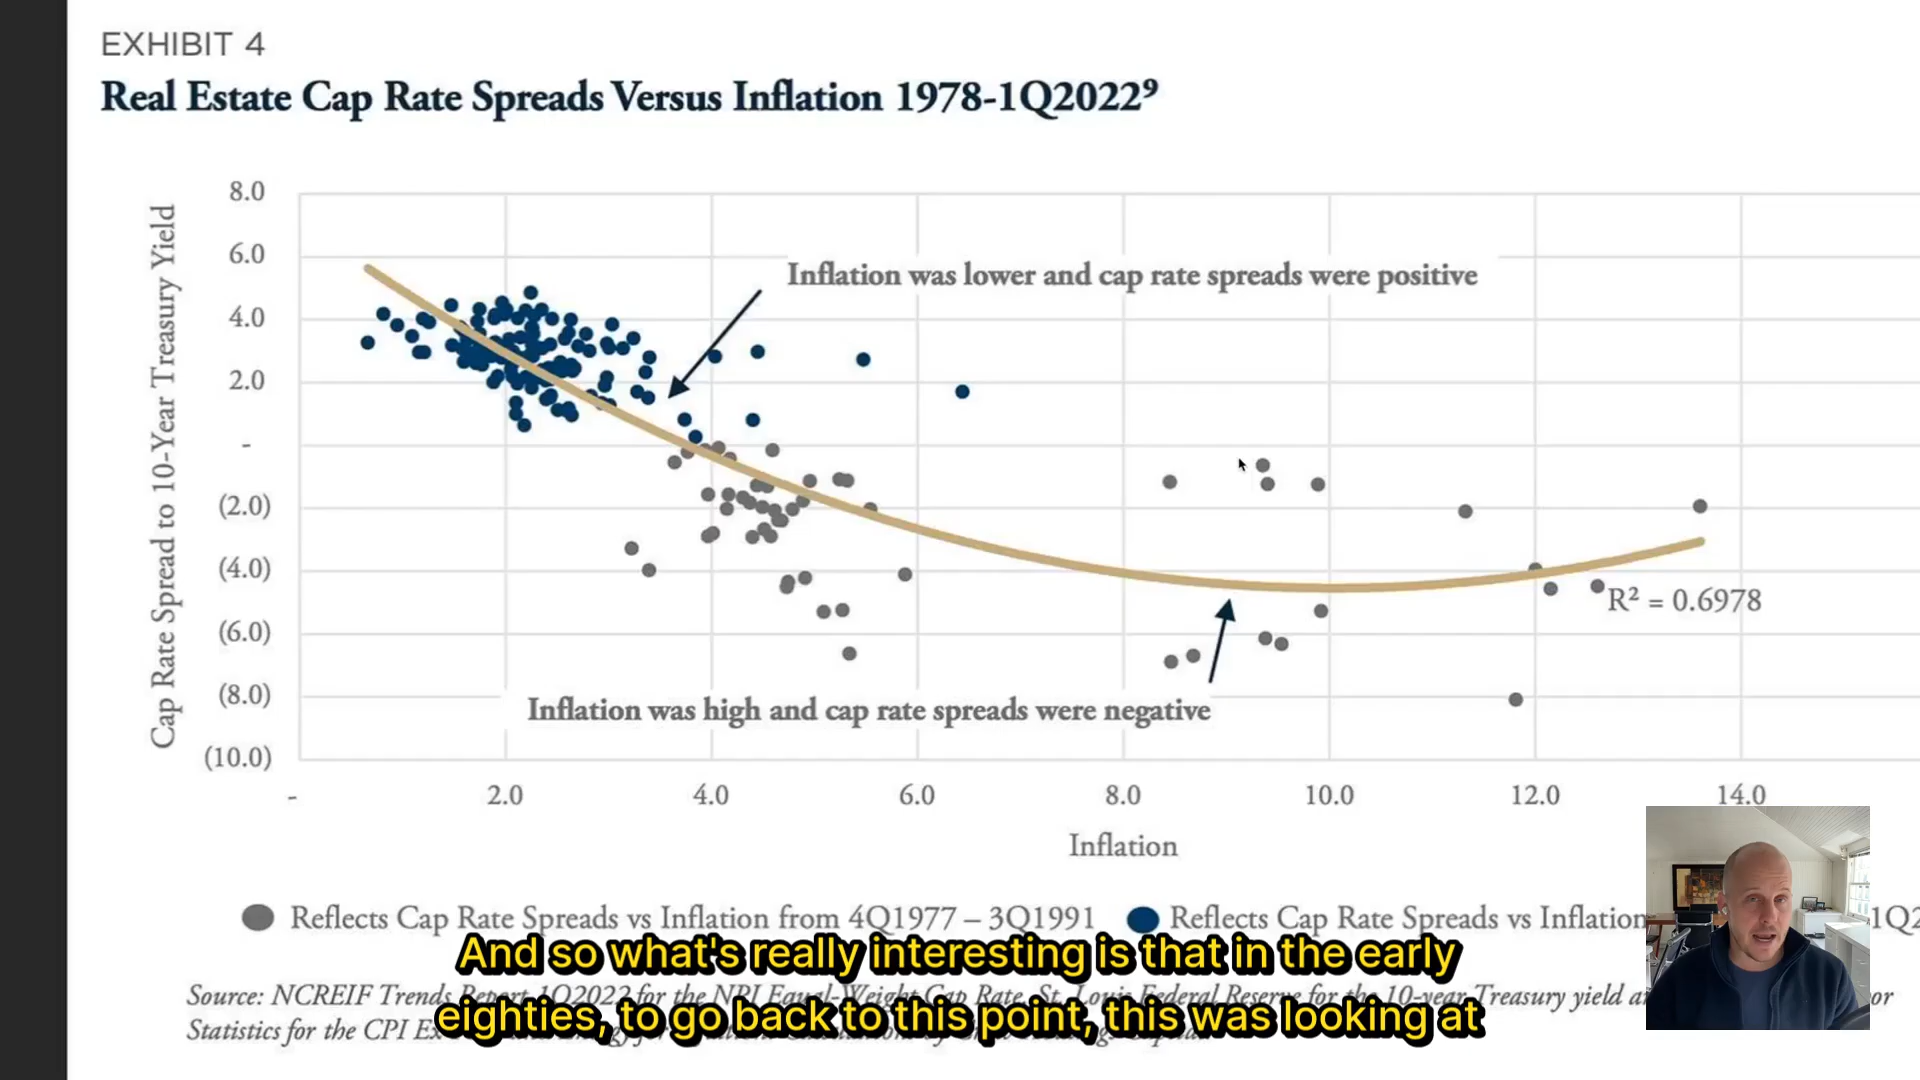 EXHIBIT 4
Real Estate Cap Rate Spreads Versus Inflation 1978-1Q2022⁹
Cap Rate Spread to 10-Year Treasury Yield
8.0
6.0
4.0
2.0
-
(2.0)
(4.0)
(6.0)
(8.0)
(10.0)
Inflation was lower and cap rate spreads were positive
R² = 0.6978
Inflation was high and cap rate spreads were negative
- 2.0 4.0 6.0 8.0 10.0 12.0 14.0
Inflation
Reflects Cap Rate Spreads vs Inflation from 4Q1977 – 3Q1991 Reflects Cap Rate Spreads vs Inflation 1Q2
And so what's really interesting is that in the early
eighties, to go back to this point, this was looking at
Source: NCREIF Trends Report 1Q2022 for the NPI Equal-Weight Cap Rate, St. Louis Federal Reserve for the 10-year Treasury yield or
Statistics for the CPI